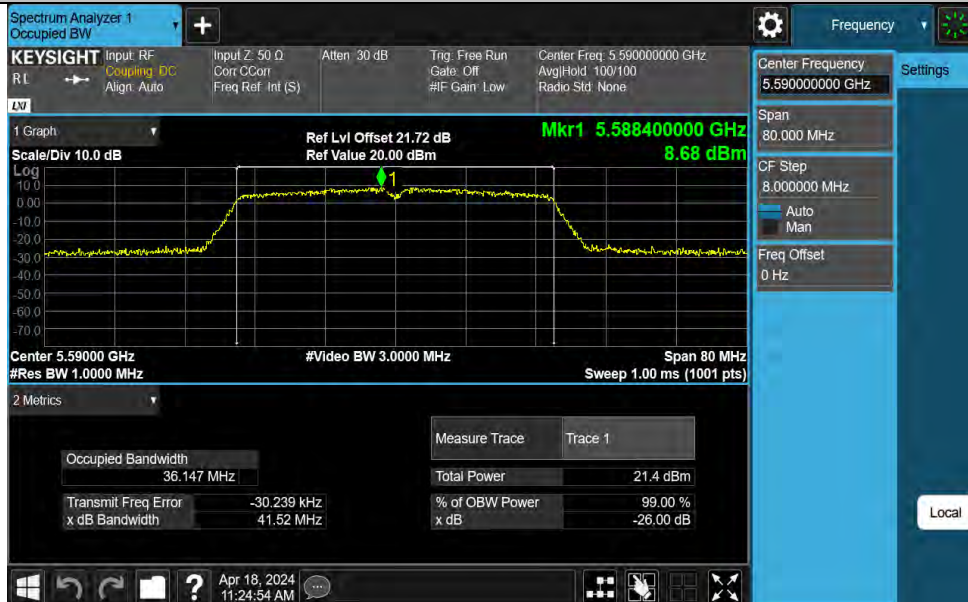 Spectrum Analyzer 1
Occupied BW
+
Frequency
KEYSIGHT
Input: RF
Coupling: DC
Align: Auto
Input Z: 50 Ω
Corr CCorr
Freq Ref: Int (S)
Atten: 30 dB
Trig: Free Run
Gate: Off
#IF Gain: Low
Center Freq: 5.590000000 GHz
Avg|Hold: 100/100
Radio Std: None
LXI
Center Frequency
5.590000000 GHz
Settings
Span
80.000 MHz
CF Step
8.000000 MHz
Auto
Man
Freq Offset
0 Hz
1 Graph
Scale/Div 10.0 dB
Ref Lvl Offset 21.72 dB
Ref Value 20.00 dBm
Mkr1 5.588400000 GHz
8.68 dBm
Log
10.0
0.00
-10.0
-20.0
-30.0
-40.0
-50.0
-60.0
-70.0
1
Center 5.59000 GHz
#Video BW 3.0000 MHz
Span 80 MHz
#Res BW 1.0000 MHz
Sweep 1.00 ms (1001 pts)
2 Metrics
Measure Trace Trace 1
Occupied Bandwidth
36.147 MHz
Total Power 21.4 dBm
Transmit Freq Error -30.239 kHz
% of OBW Power 99.00 %
x dB Bandwidth 41.52 MHz
x dB -26.00 dB
Local
?
Apr 18, 2024
11:24:54 AM